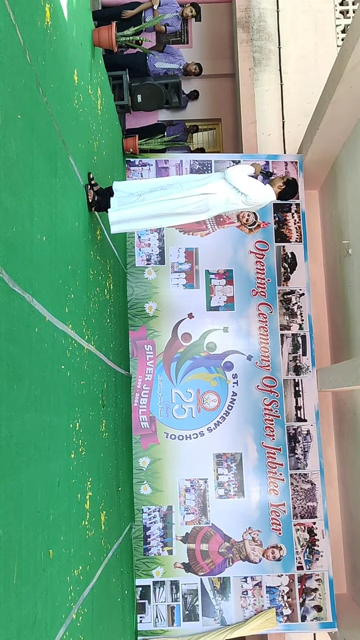 Opening Ceremony Of Silver Jubilee Year
ST. ANDREW'S SCHOOL
25
SILVER JUBILEE